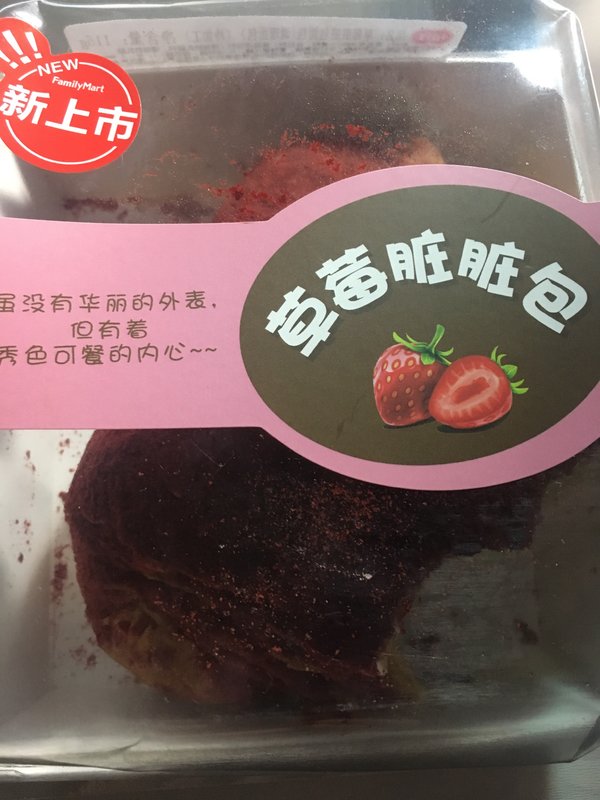 NEW
FamilyMart
新上市
草莓脏脏包
虽没有华丽的外表，
但有着
秀色可餐的内心~~